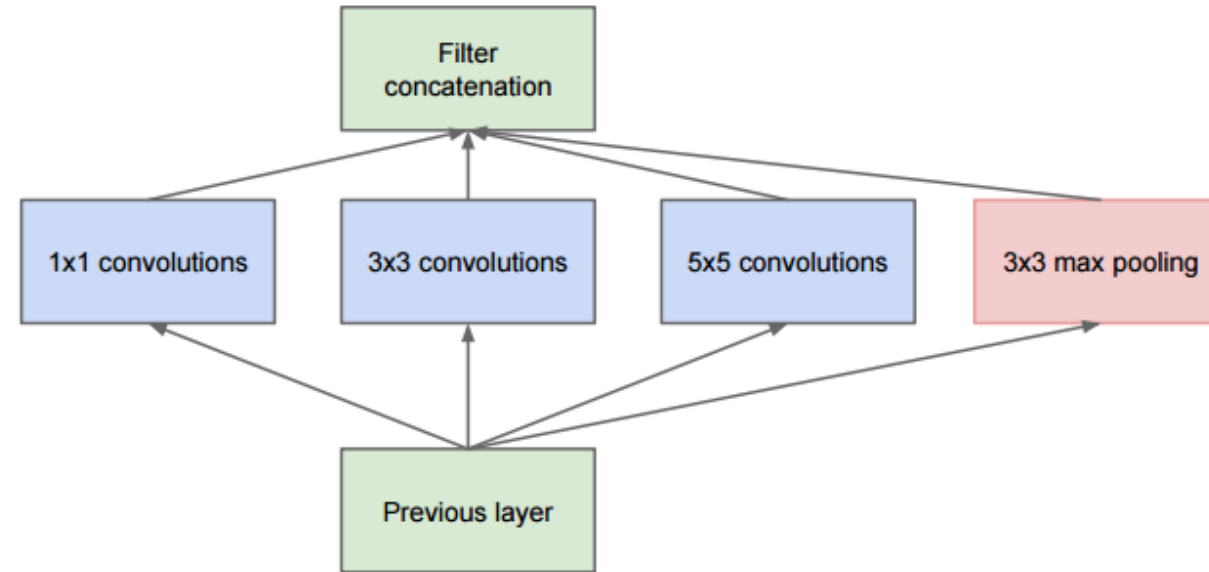 Filter
concatenation
1x1 convolutions
3x3 convolutions
5x5 convolutions
3x3 max pooling
Previous layer